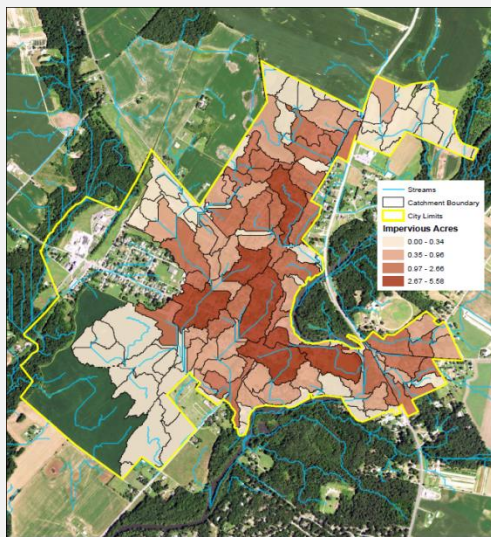 Streams
Catchment Boundary
City Limits
Impervious Acres
0.00 - 0.34
0.35 - 0.96
0.97 - 2.66
2.67 - 5.58